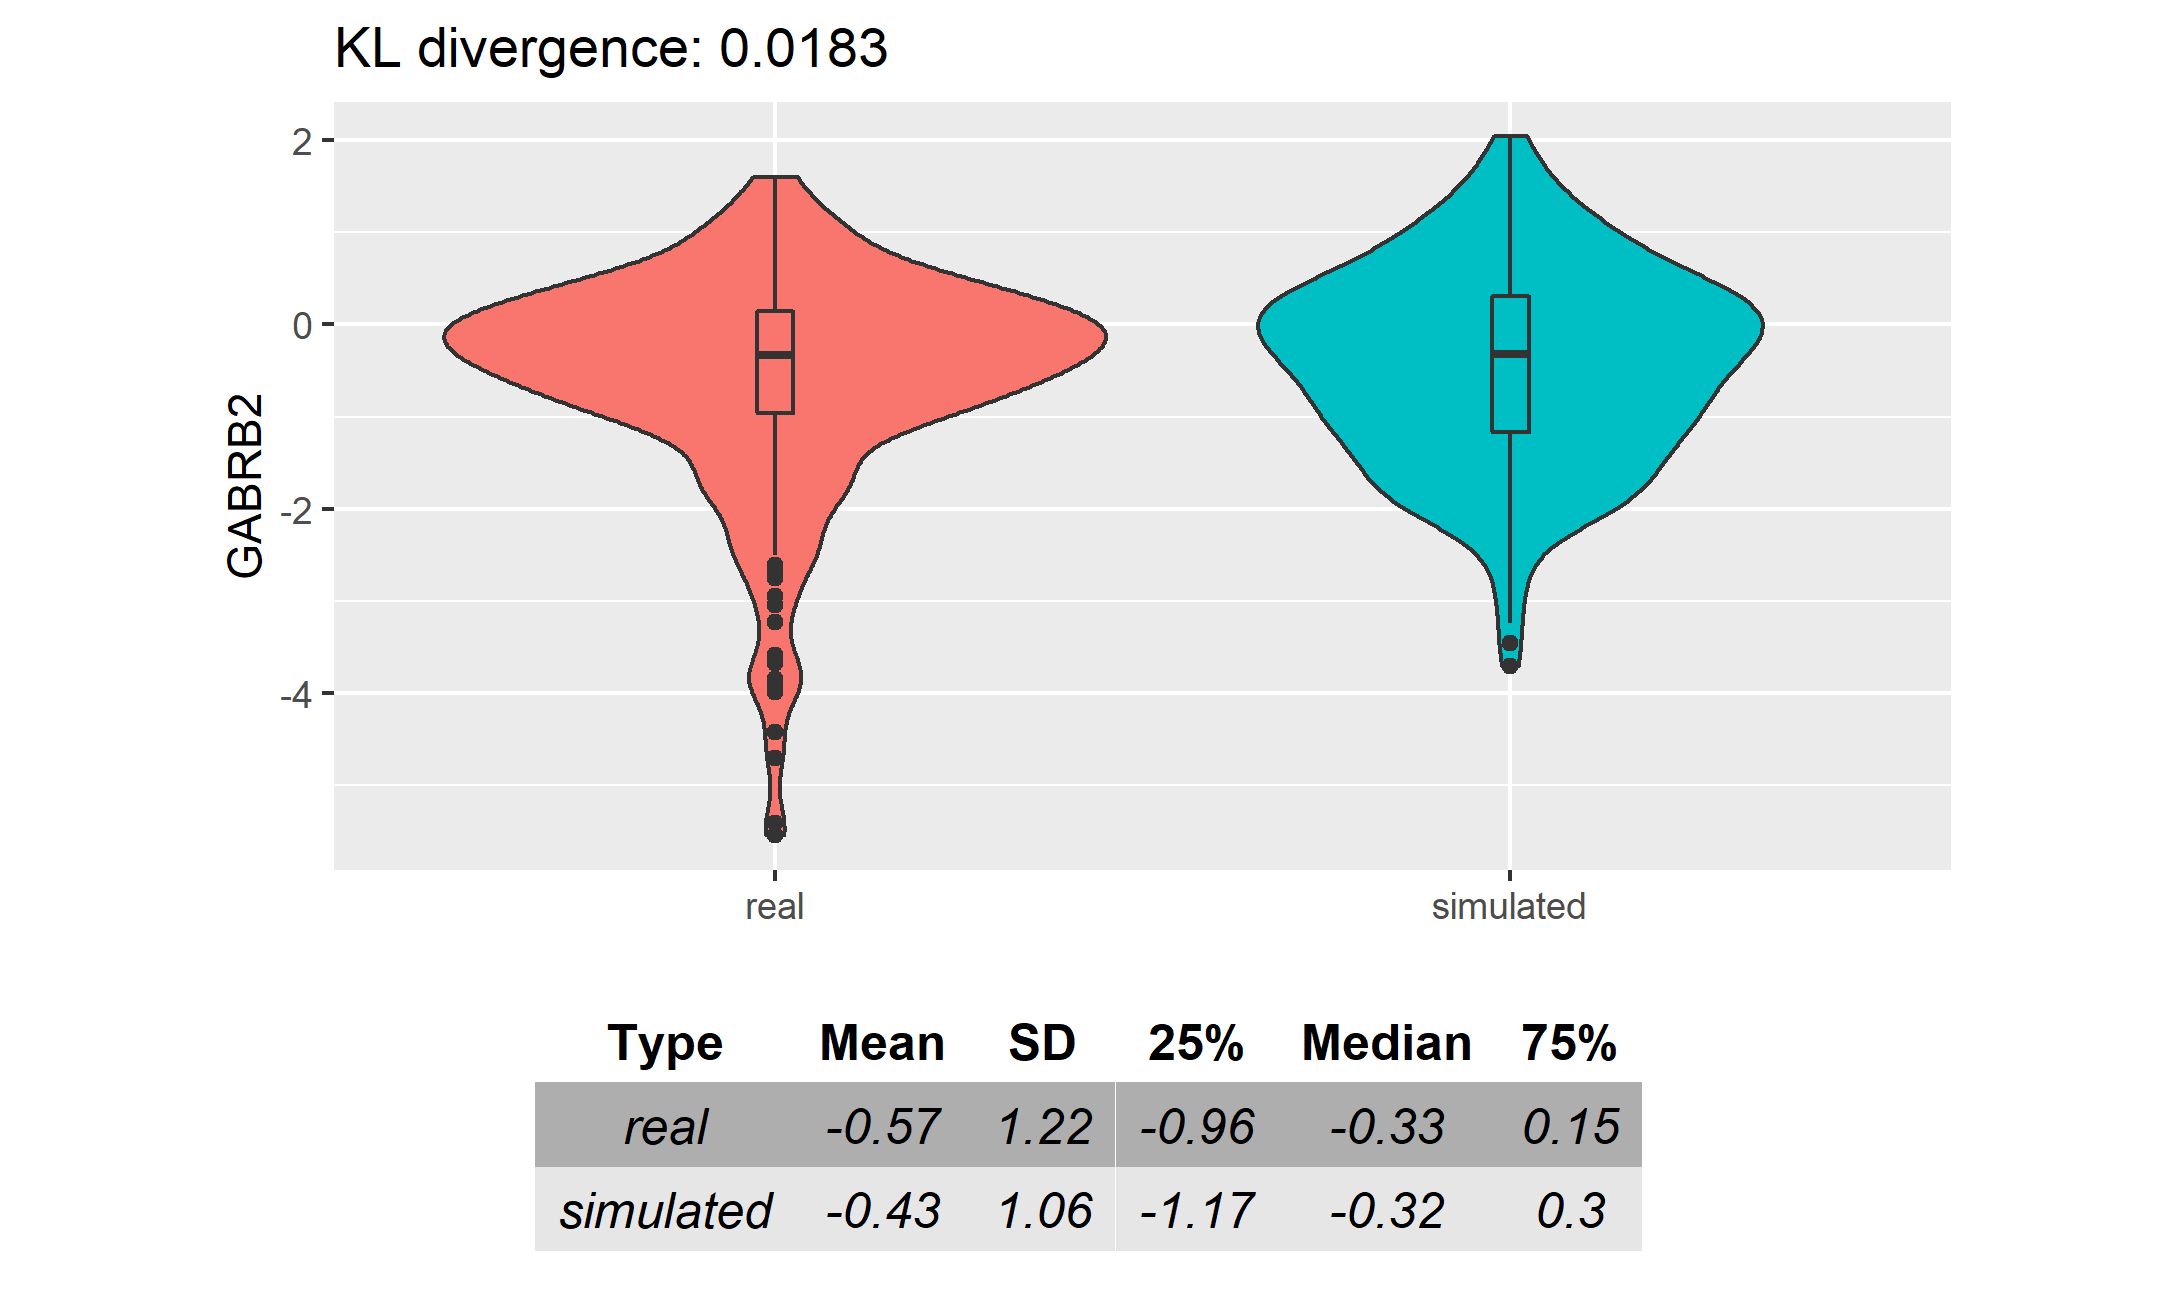 KL divergence: 0.0183
2
0
-2
-4
GABRB2
real simulated
Type Mean SD 25% Median 75%
real -0.57 1.22 -0.96 -0.33 0.15
simulated -0.43 1.06 -1.17 -0.32 0.3